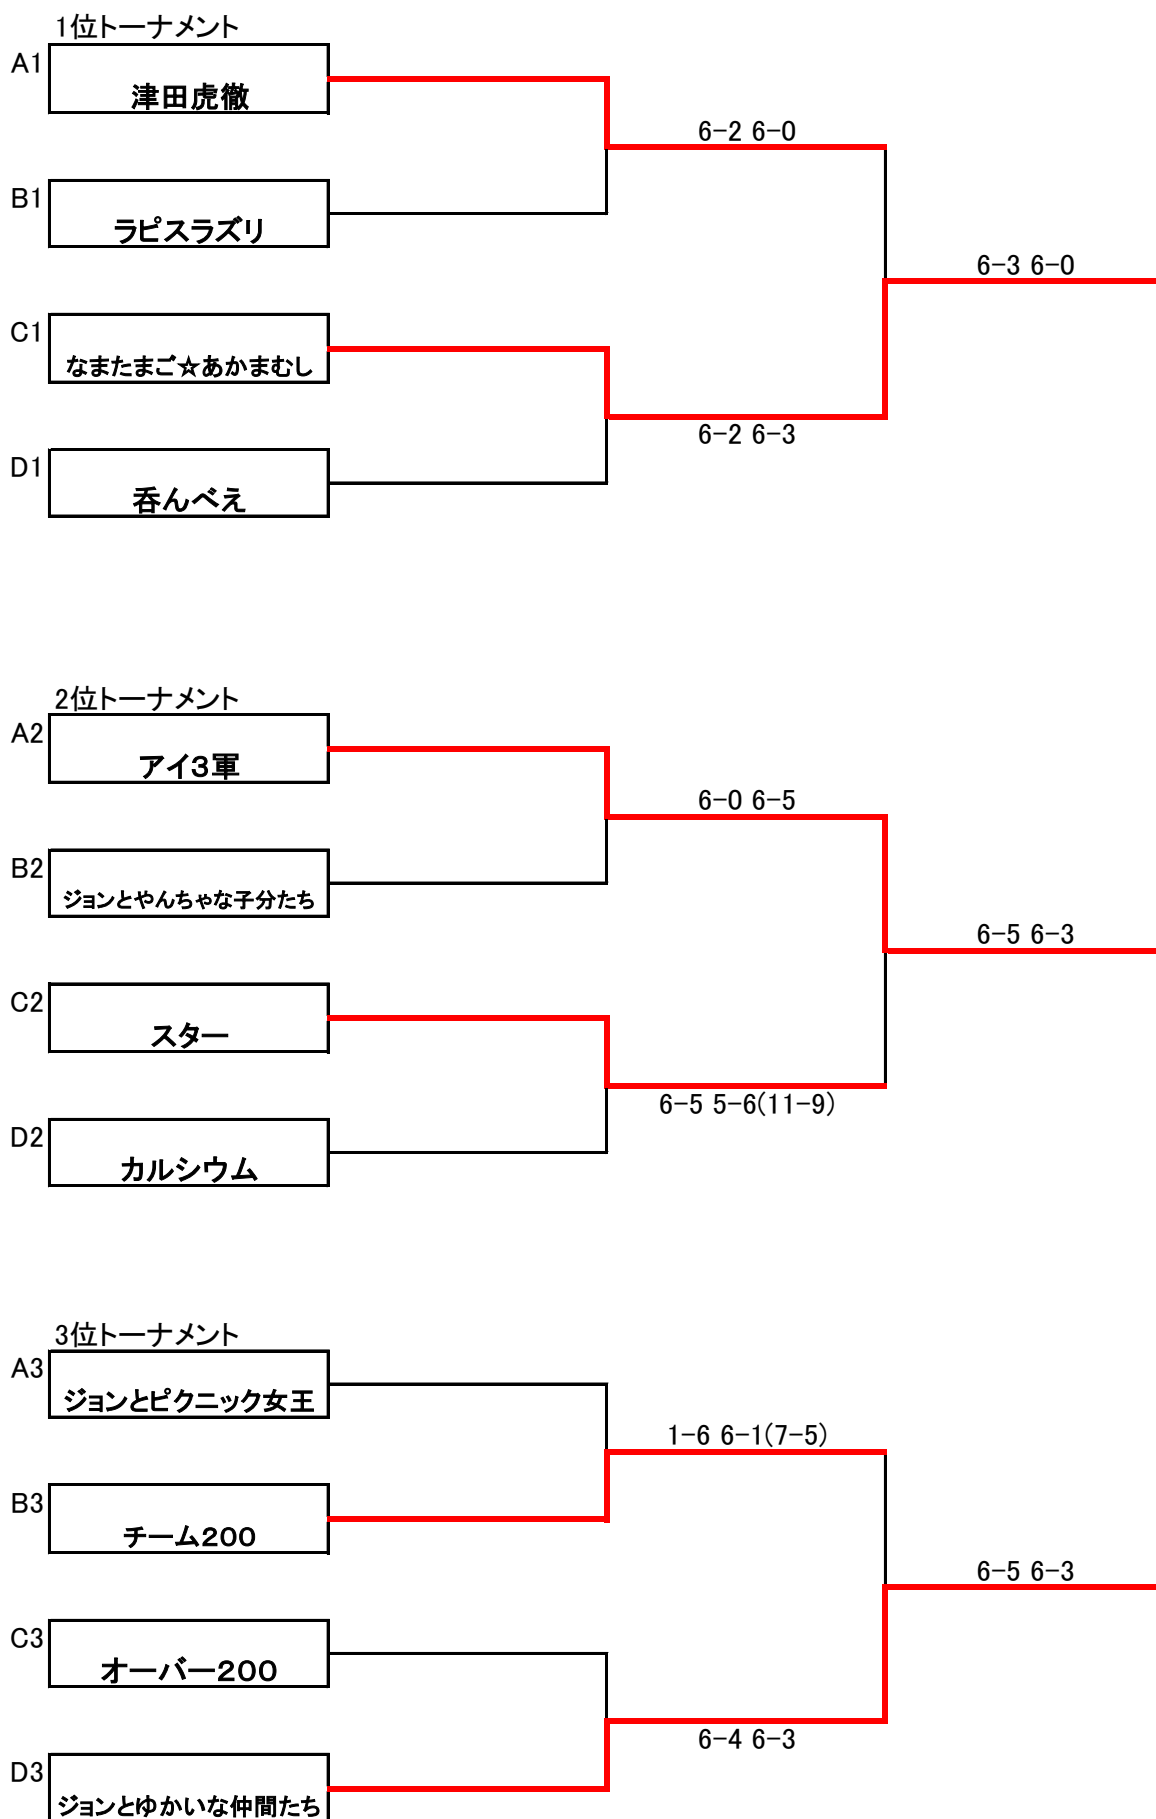 1位トーナメント
A1
津田虎徹
6-2 6-0
B1
ラピスラズリ
6-3 6-0
C1
なまたまご☆あかまむし
6-2 6-3
D1
呑んべえ
2位トーナメント
A2
アイ3軍
6-0 6-5
B2
ジョンとやんちゃな子分たち
6-5 6-3
C2
スター
6-5 5-6(11-9)
D2
カルシウム
3位トーナメント
A3
ジョンとピクニック女王
1-6 6-1(7-5)
B3
チーム200
6-5 6-3
C3
オーバー200
6-4 6-3
D3
ジョンとゆかいな仲間たち